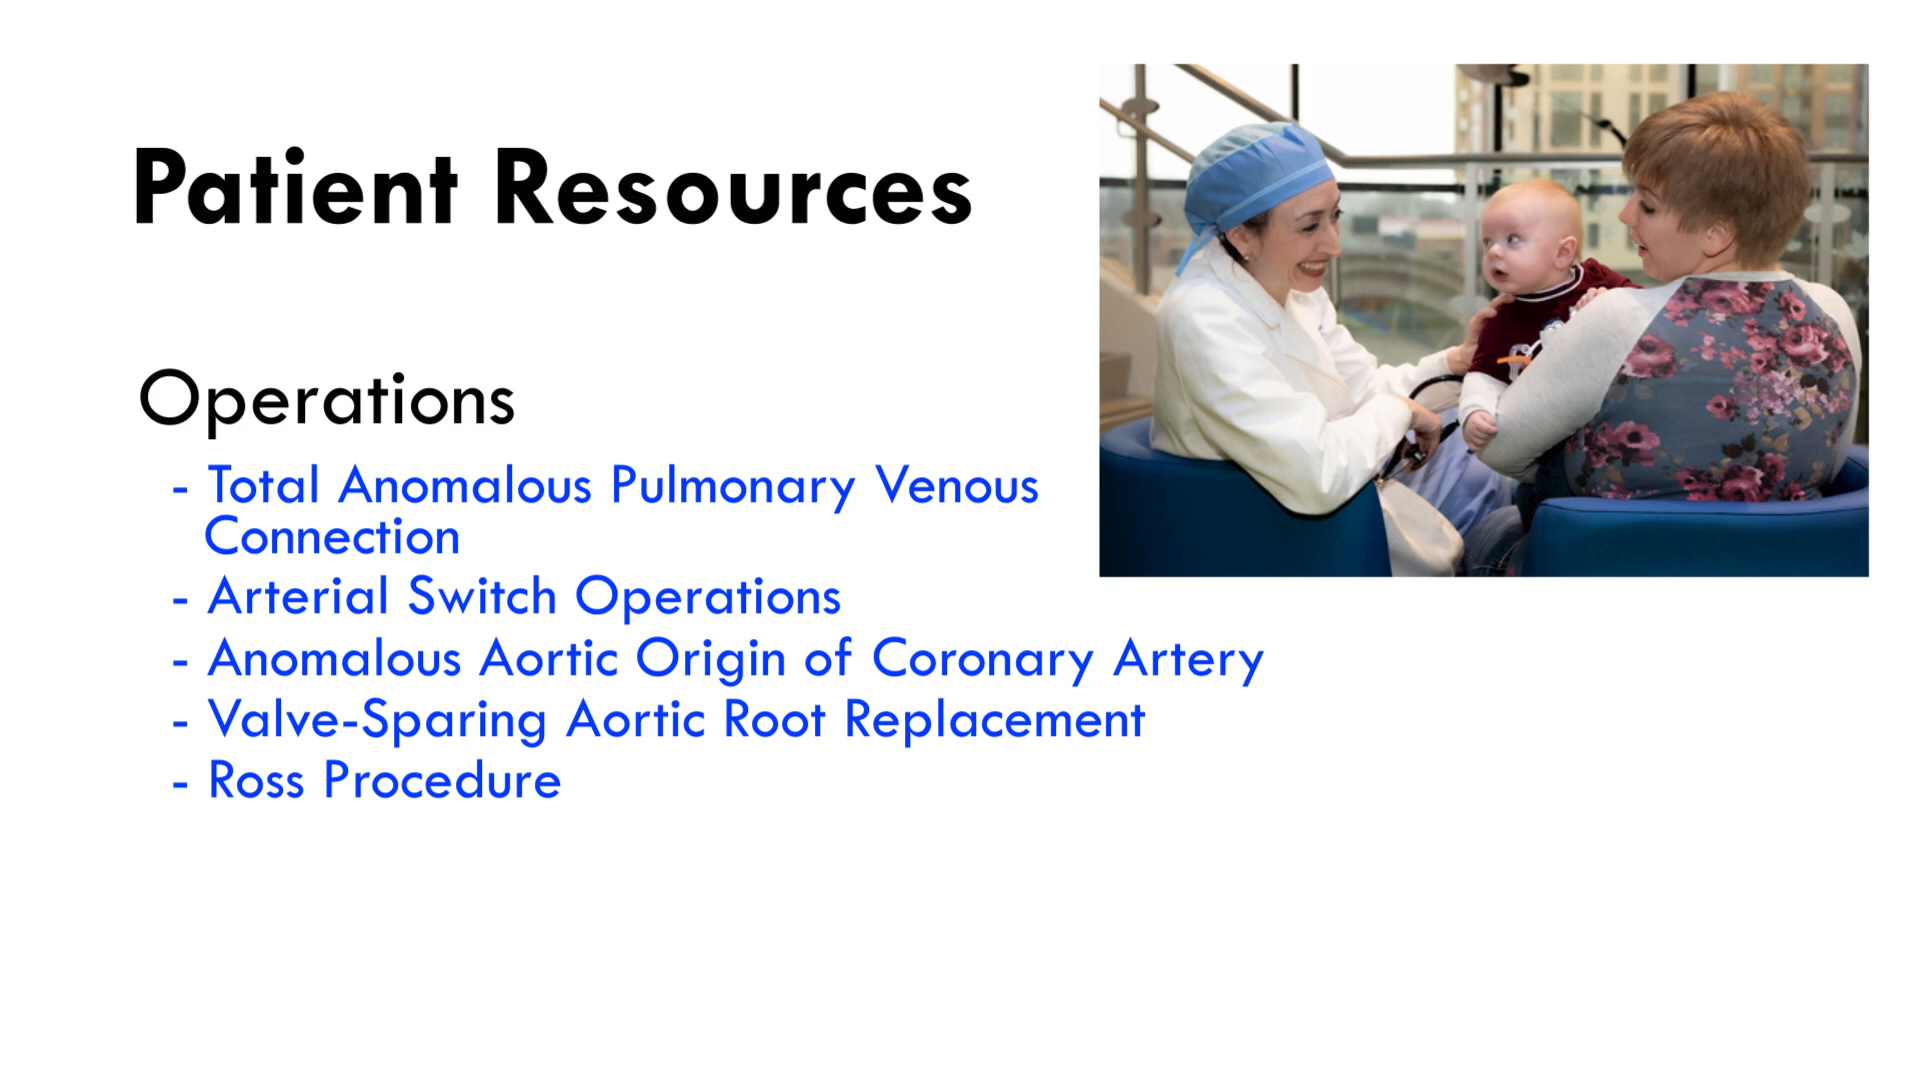 Patient Resources
Operations
- Total Anomalous Pulmonary Venous
Connection
- Arterial Switch Operations
- Anomalous Aortic Origin of Coronary Artery
- Valve-Sparing Aortic Root Replacement
- Ross Procedure